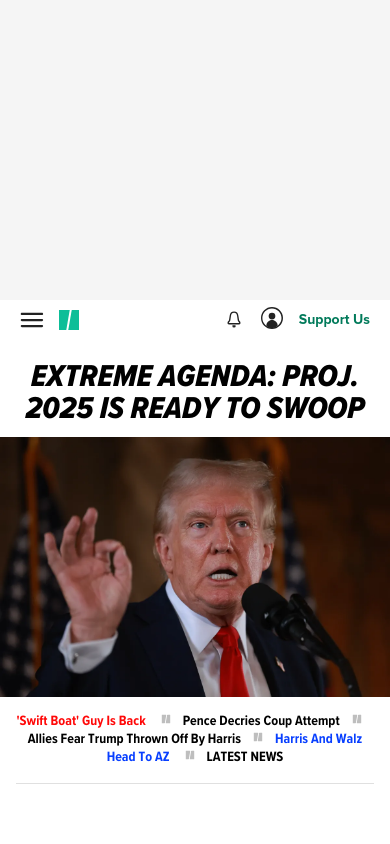 Support Us
EXTREME AGENDA: PROJ.
2025 IS READY TO SWOOP
'Swift Boat' Guy Is Back Pence Decries Coup Attempt
Allies Fear Trump Thrown Off By Harris Harris And Walz
Head To AZ LATEST NEWS